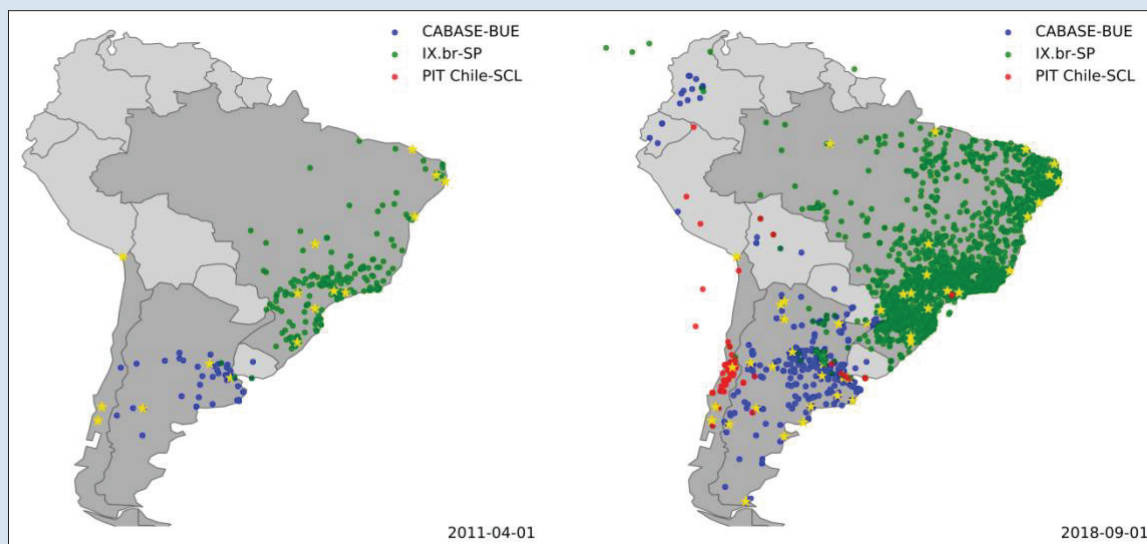 CABASE-BUE
IX.br-SP
PIT Chile-SCL
2011-04-01
CABASE-BUE
IX.br-SP
PIT Chile-SCL
2018-09-01